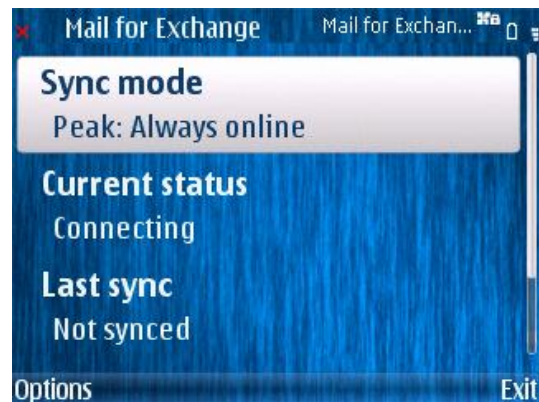 Mail for Exchange Mail for Exchan...
Sync mode
Peak: Always online
Current status
Connecting
Last sync
Not synced
Options Exit